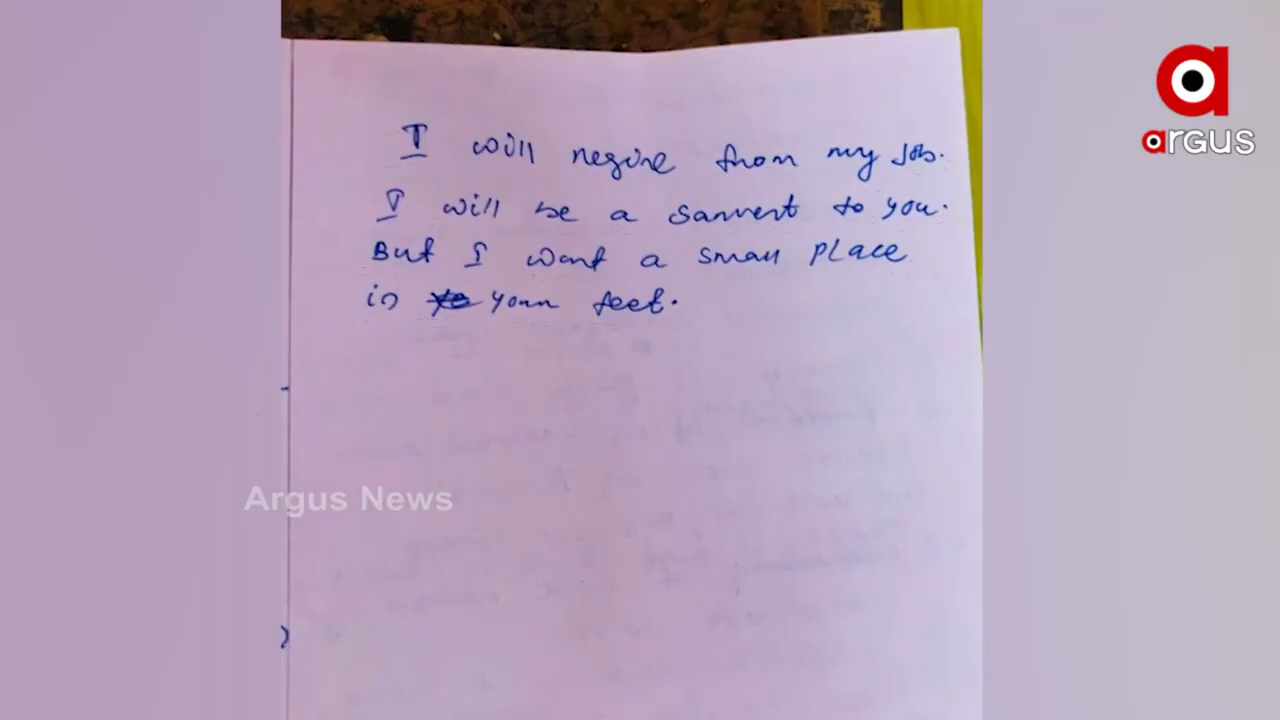 argus
I will regire from my Job.
I will be a sarvent to you.
But I want a small place
in your feet.
Argus News